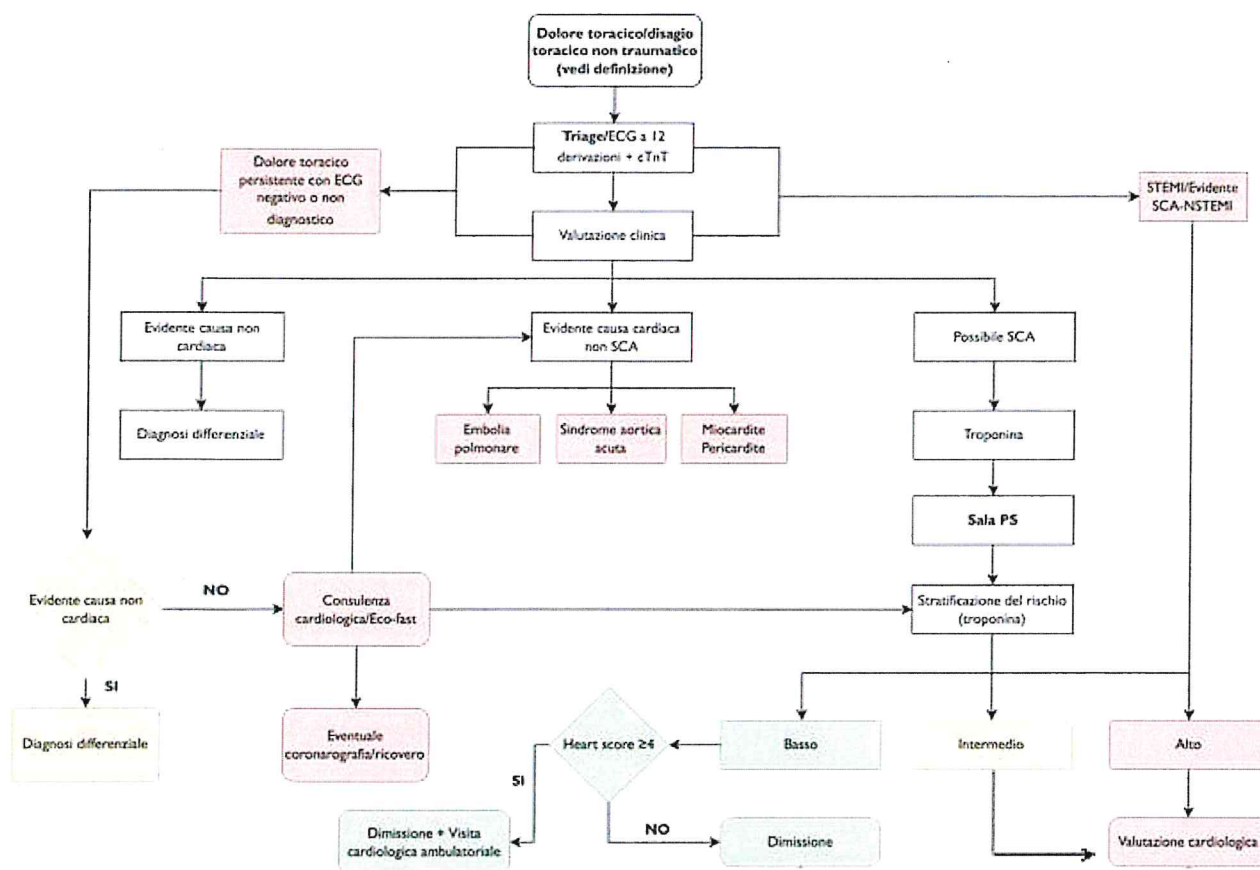 Dolore toracico/disagio
toracico non traumatico
(vedi definizione)
Triage/ECG a 12
derivazioni + cTnT
Dolore toracico
persistente con ECG
negativo o non
diagnostico
STEMI/Evidente
SCA-NSTEMI
Valutazione clinica
Evidente causa non
cardiaca
Evidente causa cardiaca
non SCA
Possibile SCA
Diagnosi differenziale
Embolia
polmonare
Sindrome aortica
acuta
Miocardite
Pericardite
Troponina
Sala PS
Evidente causa non
cardiaca
NO
Consulenza
cardiologica/Eco-fast
Stratificazione del rischio
(troponina)
SI
Diagnosi differenziale
Eventuale
coronarografia/ricovero
Heart score ≥4
Basso
Intermedio
Alto
SI
NO
Dimissione + Visita
cardiologica ambulatoriale
Dimissione
Valutazione cardiologica